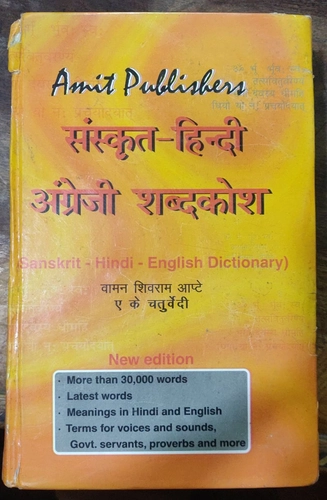 Amit Publishers
संस्कृत-हिन्दी
अंग्रेजी शब्दकोश
Sanskrit - Hindi - English Dictionary)
वामन शिवराम आप्टे
ए के चतुर्वेदी
New edition
· More than 30,000 words
· Latest words
· Meanings in Hindi and English
· Terms for voices and sounds,
Govt. servants, proverbs and more